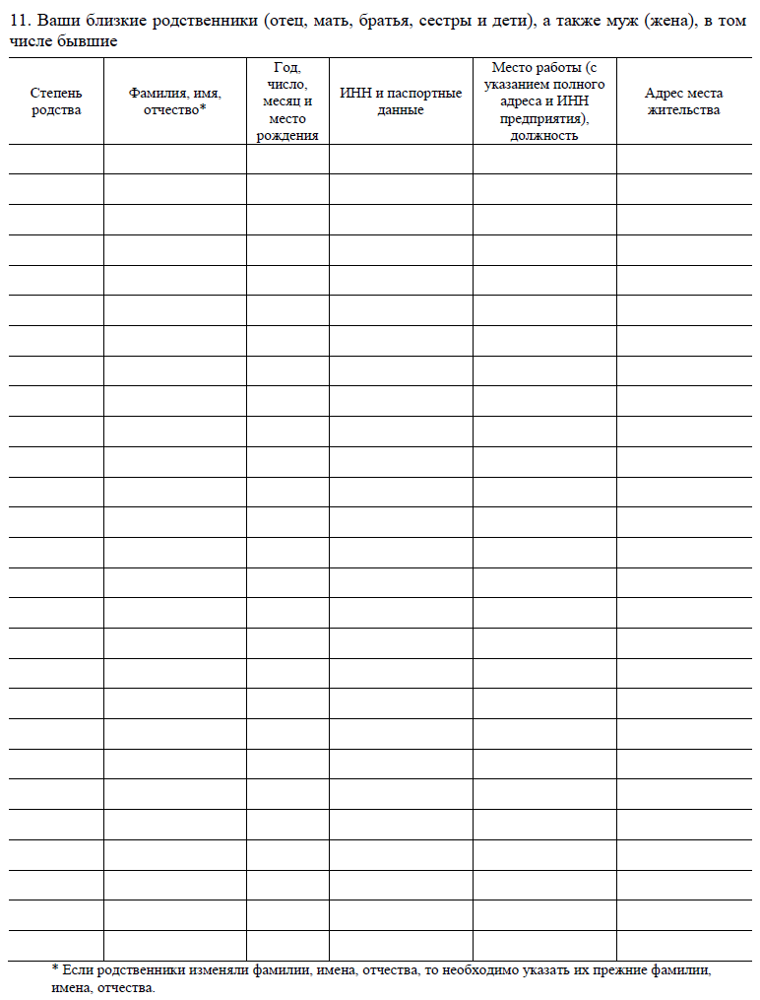 11. Ваши близкие родственники (отец, мать, братья, сестры и дети), а также муж (жена), в том
числе бывшие
Степень
родства
Фамилия, имя,
отчество*
Год,
число,
месяц и
место
рождения
ИНН и паспортные
данные
Место работы (с
указанием полного
адреса и ИНН
предприятия),
должность
Адрес места
жительства
* Если родственники изменяли фамилии, имена, отчества, то необходимо указать их прежние фамилии,
имена, отчества.